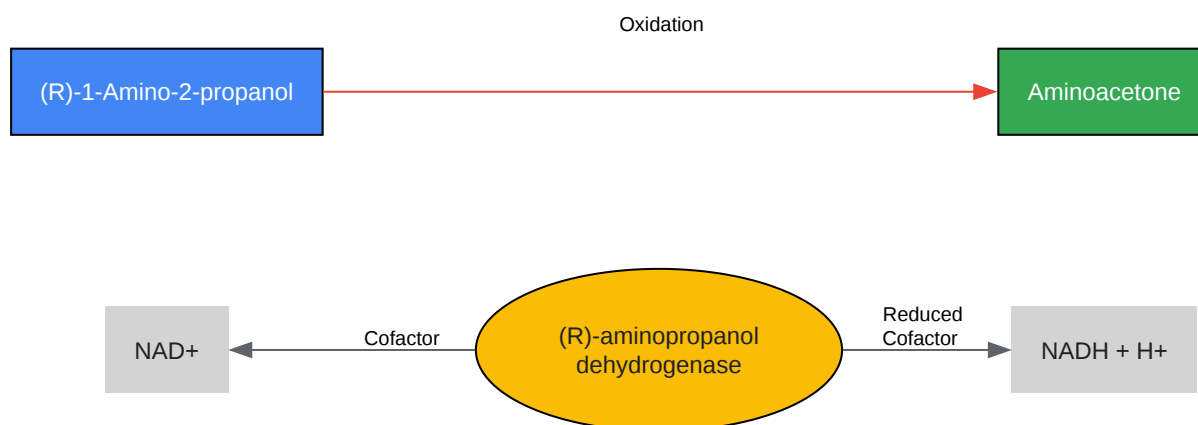 Oxidation
(R)-1-Amino-2-propanol
Aminoacetone
NAD+
Cofactor
(R)-aminopropanol
dehydrogenase
Reduced
Cofactor
NADH + H+